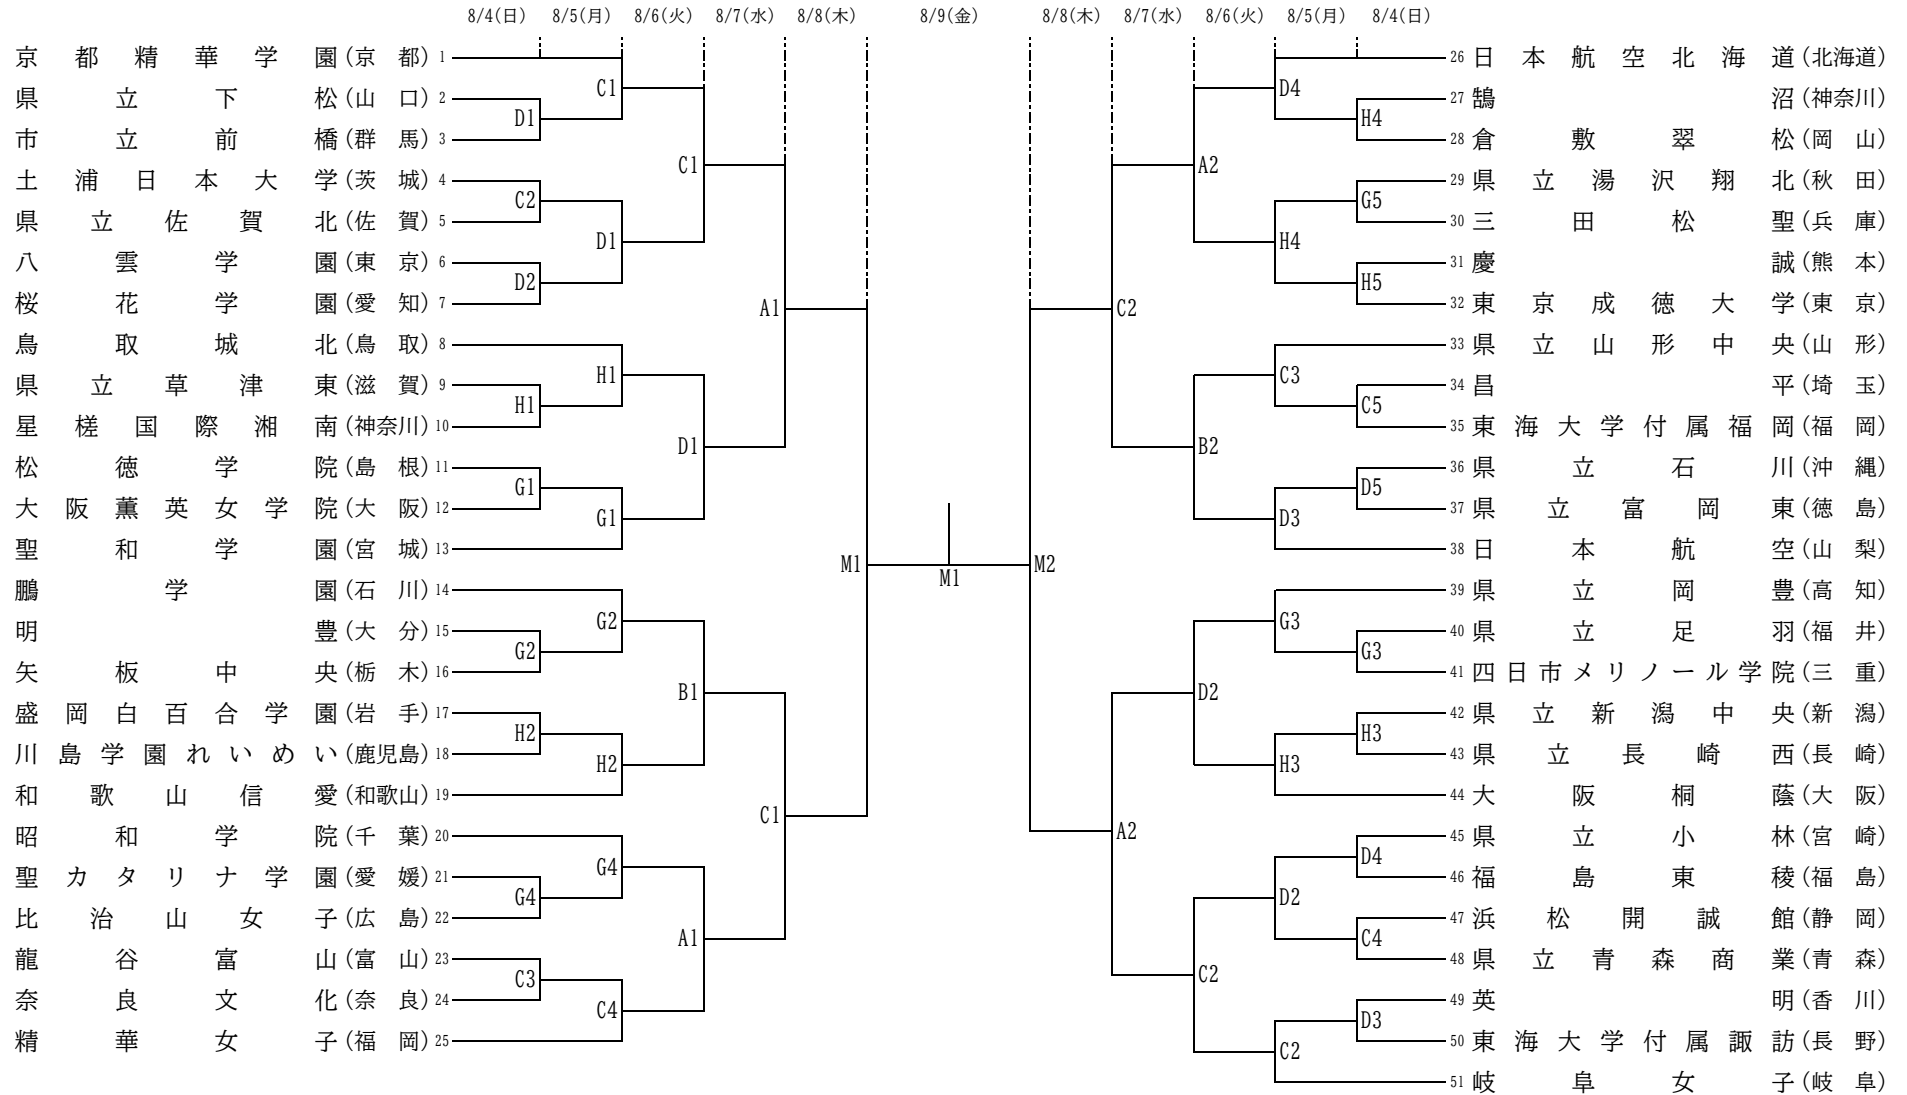 8/4(日) 8/5(月) 8/6(火) 8/7(水) 8/8(木) 8/9(金) 8/8(木) 8/7(水) 8/6(火) 8/5(月) 8/4(日)
京都精華学園(京都) 1
県立下松(山口) 2
市立前橋(群馬) 3
土浦日本大学(茨城) 4
県立佐賀北(佐賀) 5
八雲学園(東京) 6
桜花学園(愛知) 7
鳥取城北(鳥取) 8
県立草津東(滋賀) 9
星槎国際湘南(神奈川) 10
松徳学院(島根) 11
大阪薫英女学院(大阪) 12
聖和学園(宮城) 13
鵬学園(石川) 14
明豊(大分) 15
矢板中央(栃木) 16
盛岡白百合学園(岩手) 17
川島学園れいめい(鹿児島) 18
和歌山信愛(和歌山) 19
昭和学院(千葉) 20
聖カタリナ学園(愛媛) 21
比治山女子(広島) 22
龍谷富山(富山) 23
奈良文化(奈良) 24
精華女子(福岡) 25
D1
C2
D2
H1
G1
G2
H2
G4
C3
C1
D1
H1
G1
G2
H2
G4
C4
C1
D1
B1
A1
A1
C1
M1
M1
M2
C2
A2
A2
B2
D2
C2
D4
H4
C3
D3
G3
H3
D2
C2
H4
G5
H5
C5
D5
G3
H3
D4
C4
D3
26 日本航空北海道(北海道)
27 鵠沼(神奈川)
28 倉敷翠松(岡山)
29 県立湯沢翔北(秋田)
30 三田松聖(兵庫)
31 慶誠(熊本)
32 東京成徳大学(東京)
33 県立山形中央(山形)
34 昌平(埼玉)
35 東海大学付属福岡(福岡)
36 県立石川(沖縄)
37 県立富岡東(徳島)
38 日本航空(山梨)
39 県立岡豊(高知)
40 県立足羽(福井)
41 四日市メリノール学院(三重)
42 県立新潟中央(新潟)
43 県立長崎西(長崎)
44 大阪桐蔭(大阪)
45 県立小林(宮崎)
46 福島東稜(福島)
47 浜松開誠館(静岡)
48 県立青森商業(青森)
49 英明(香川)
50 東海大学付属諏訪(長野)
51 岐阜女子(岐阜)